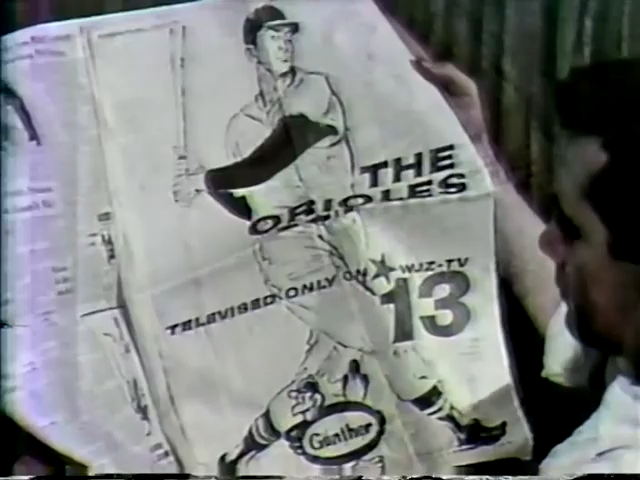 THE
ORIOLES
TELEVISED ONLY ON
WJZ-TV
13
Gunther